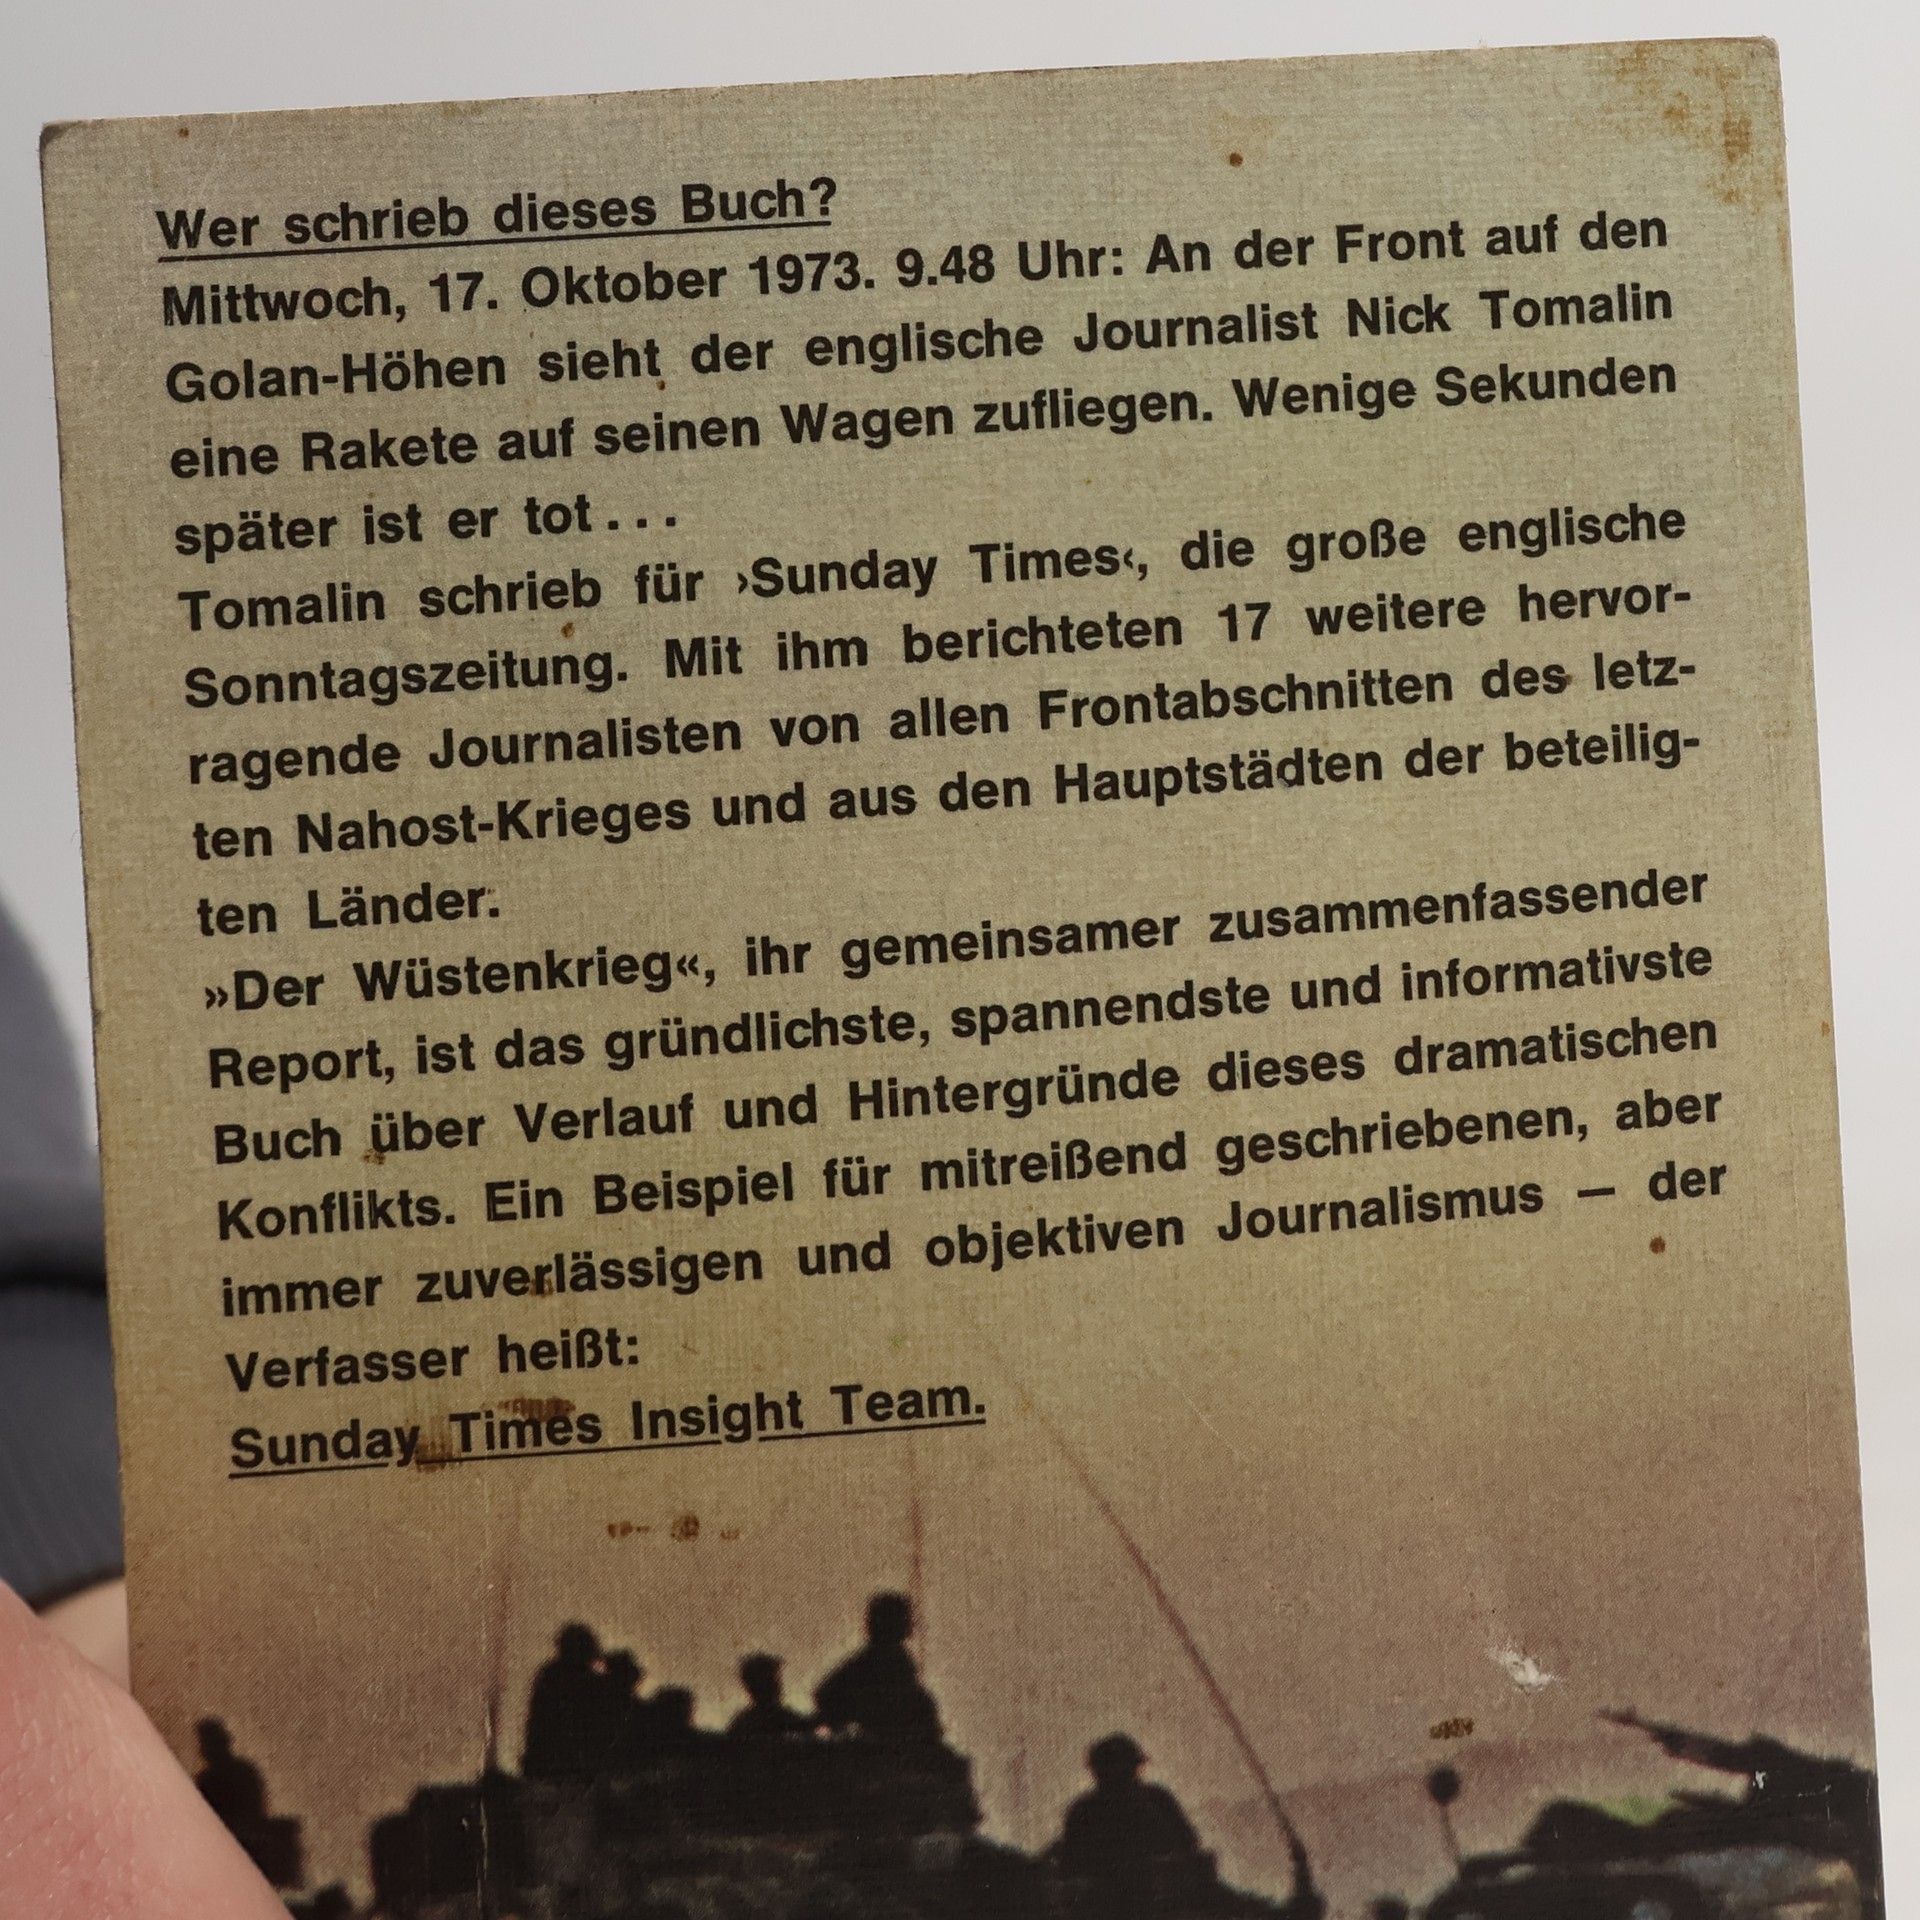 Wer schrieb dieses Buch?
Mittwoch, 17. Oktober 1973. 9.48 Uhr: An der Front auf den
Golan-Höhen sieht der englische Journalist Nick Tomalin
eine Rakete auf seinen Wagen zufliegen. Wenige Sekunden
später ist er tot...
Tomalin schrieb für ›Sunday Times‹, die große englische
Sonntagszeitung. Mit ihm berichteten 17 weitere hervor-
ragende Journalisten von allen Frontabschnitten des letz-
ten Nahost-Krieges und aus den Hauptstädten der beteilig-
ten Länder.
»Der Wüstenkrieg«, ihr gemeinsamer zusammenfassender
Report, ist das gründlichste, spannendste und informativste
Buch über Verlauf und Hintergründe dieses dramatischen
Konflikts. Ein Beispiel für mitreißend geschriebenen, aber
immer zuverlässigen und objektiven Journalismus — der
Verfasser heißt:
Sunday Times Insight Team.